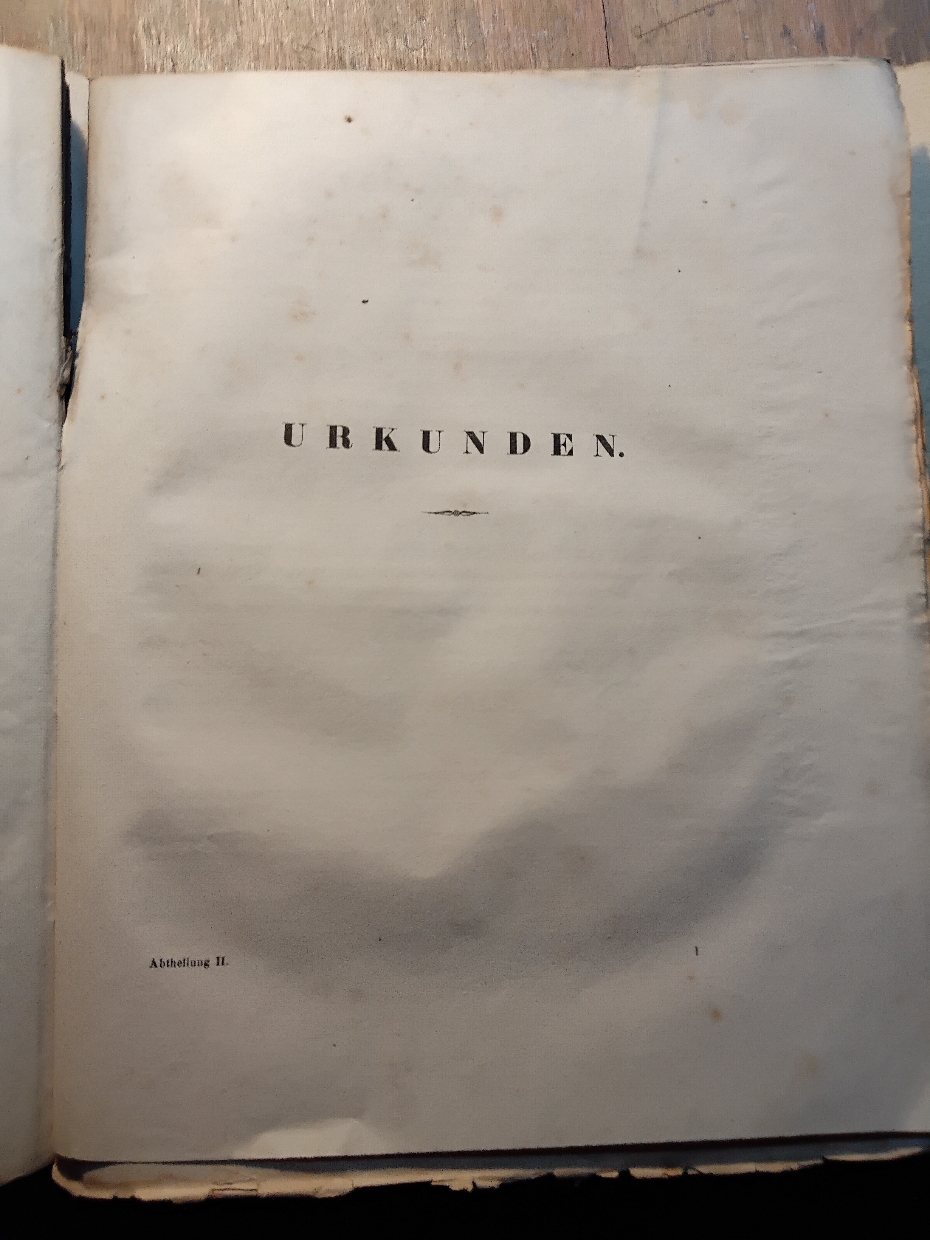 URKUNDEN.
Abtheilung II.
1